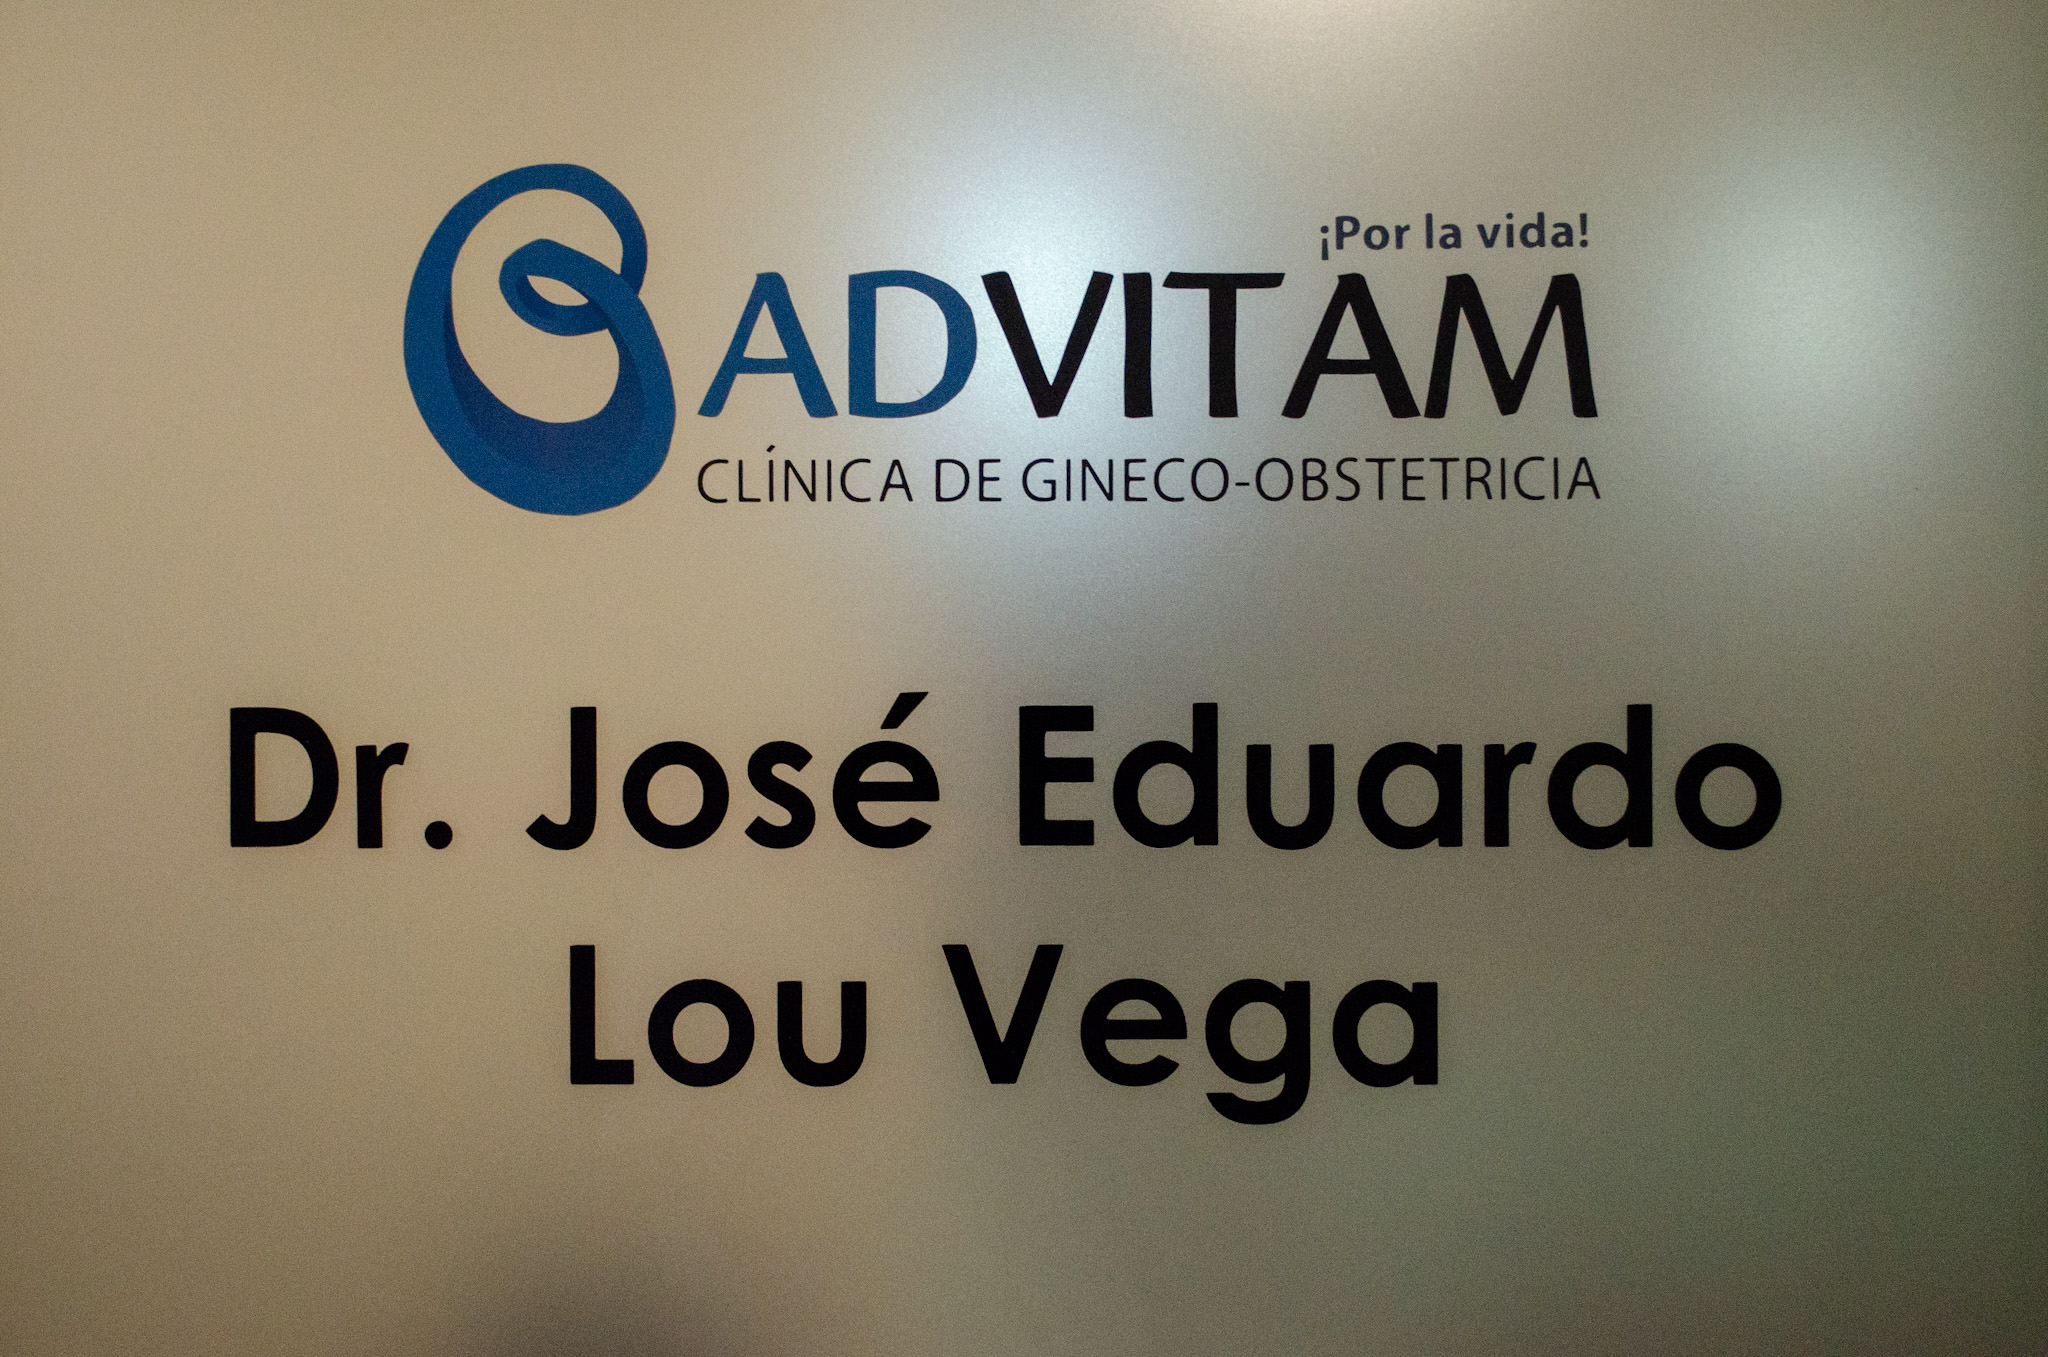 ¡Por la vida!
ADVITAM
CLÍNICA DE GINECO-OBSTETRICIA
Dr. José Eduardo
Lou Vega